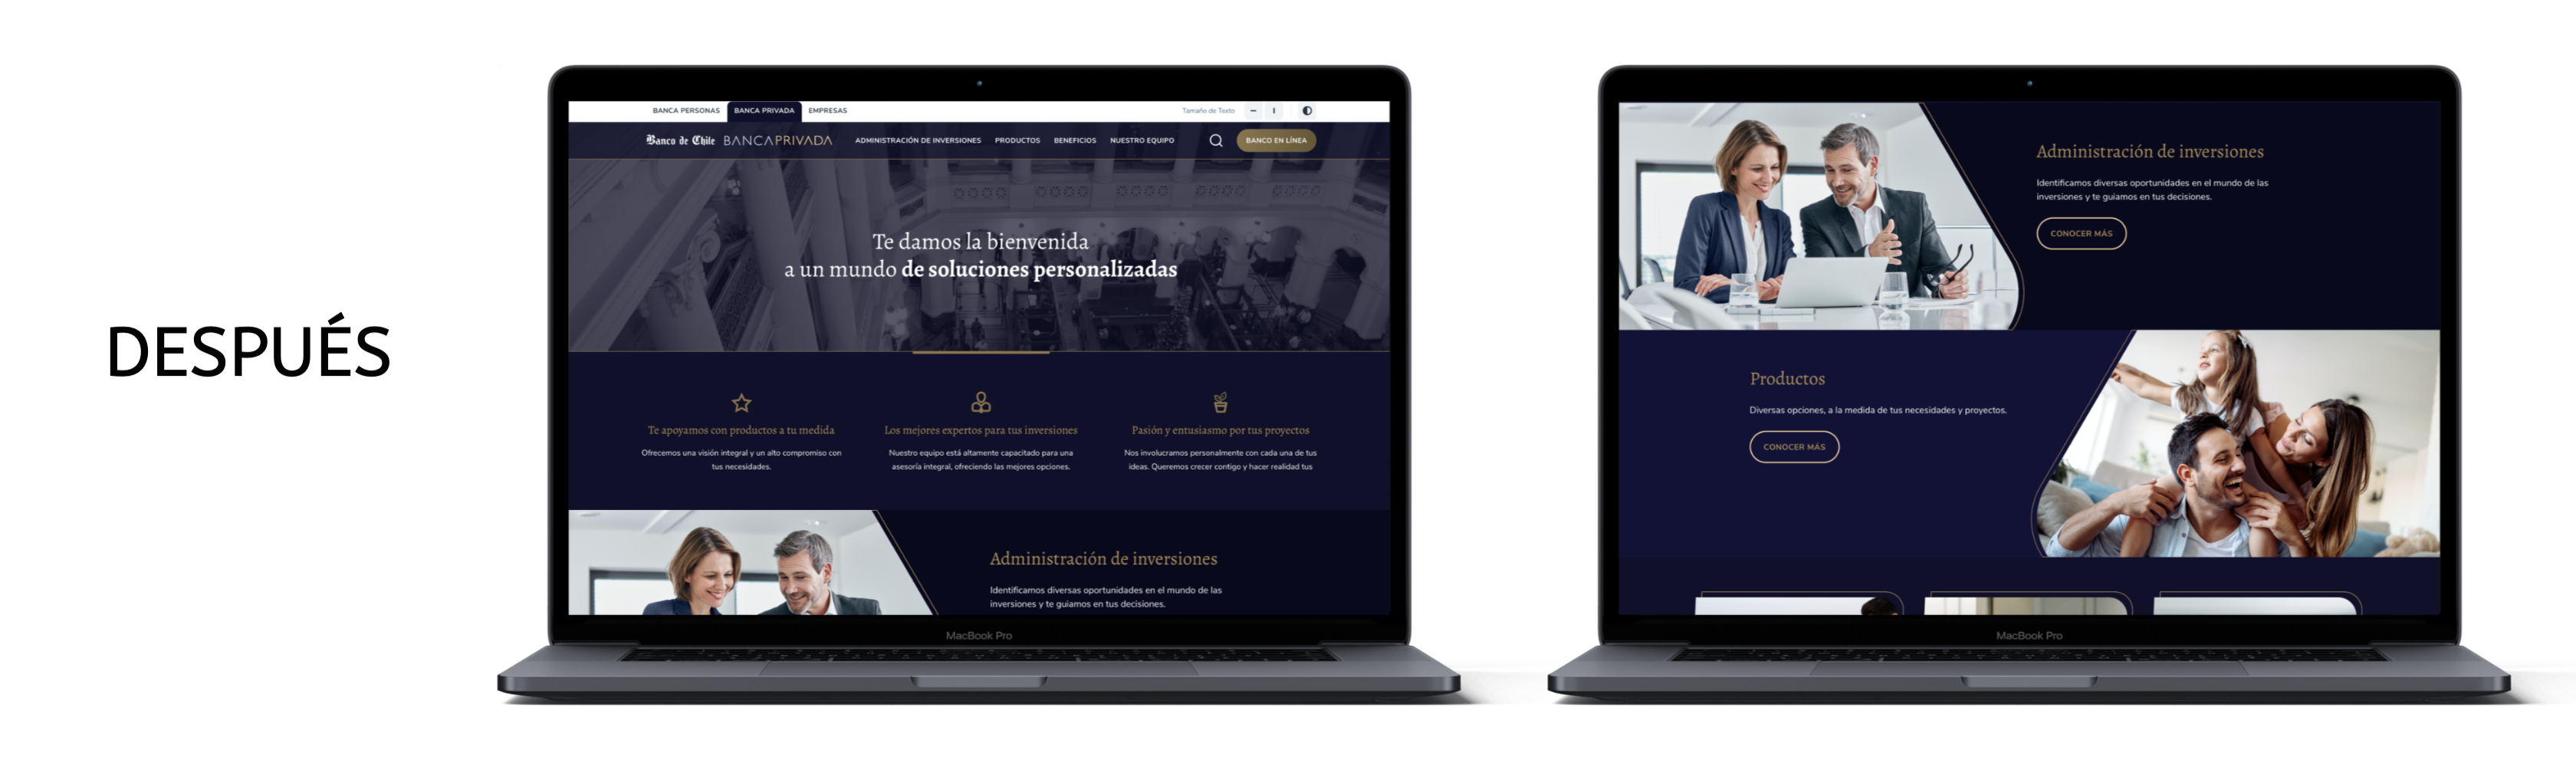 DESPUÉS
BANCA PERSONAS BANCA PRIVADA EMPRESAS Tamaño de Texto
Banco de Chile BANCAPRIVADA ADMINISTRACIÓN DE INVERSIONES PRODUCTOS BENEFICIOS NUESTRO EQUIPO BANCO EN LÍNEA
Te damos la bienvenida
a un mundo de soluciones personalizadas
Te apoyamos con productos a tu medida
Ofrecemos una visión integral y un alto compromiso con
tus necesidades.
Los mejores expertos para tus inversiones
Nuestro equipo está altamente capacitado para una
asesoría integral, ofreciendo las mejores opciones.
Pasión y entusiasmo por tus proyectos
Nos involucramos personalmente con cada una de tus
ideas. Queremos crecer contigo y hacer realidad tus
Administración de inversiones
Identificamos diversas oportunidades en el mundo de las
inversiones y te guiamos en tus decisiones.
MacBook Pro
Administración de inversiones
Identificamos diversas oportunidades en el mundo de las
inversiones y te guiamos en tus decisiones.
CONOCER MÁS
Productos
Diversas opciones, a la medida de tus necesidades y proyectos.
CONOCER MÁS
MacBook Pro